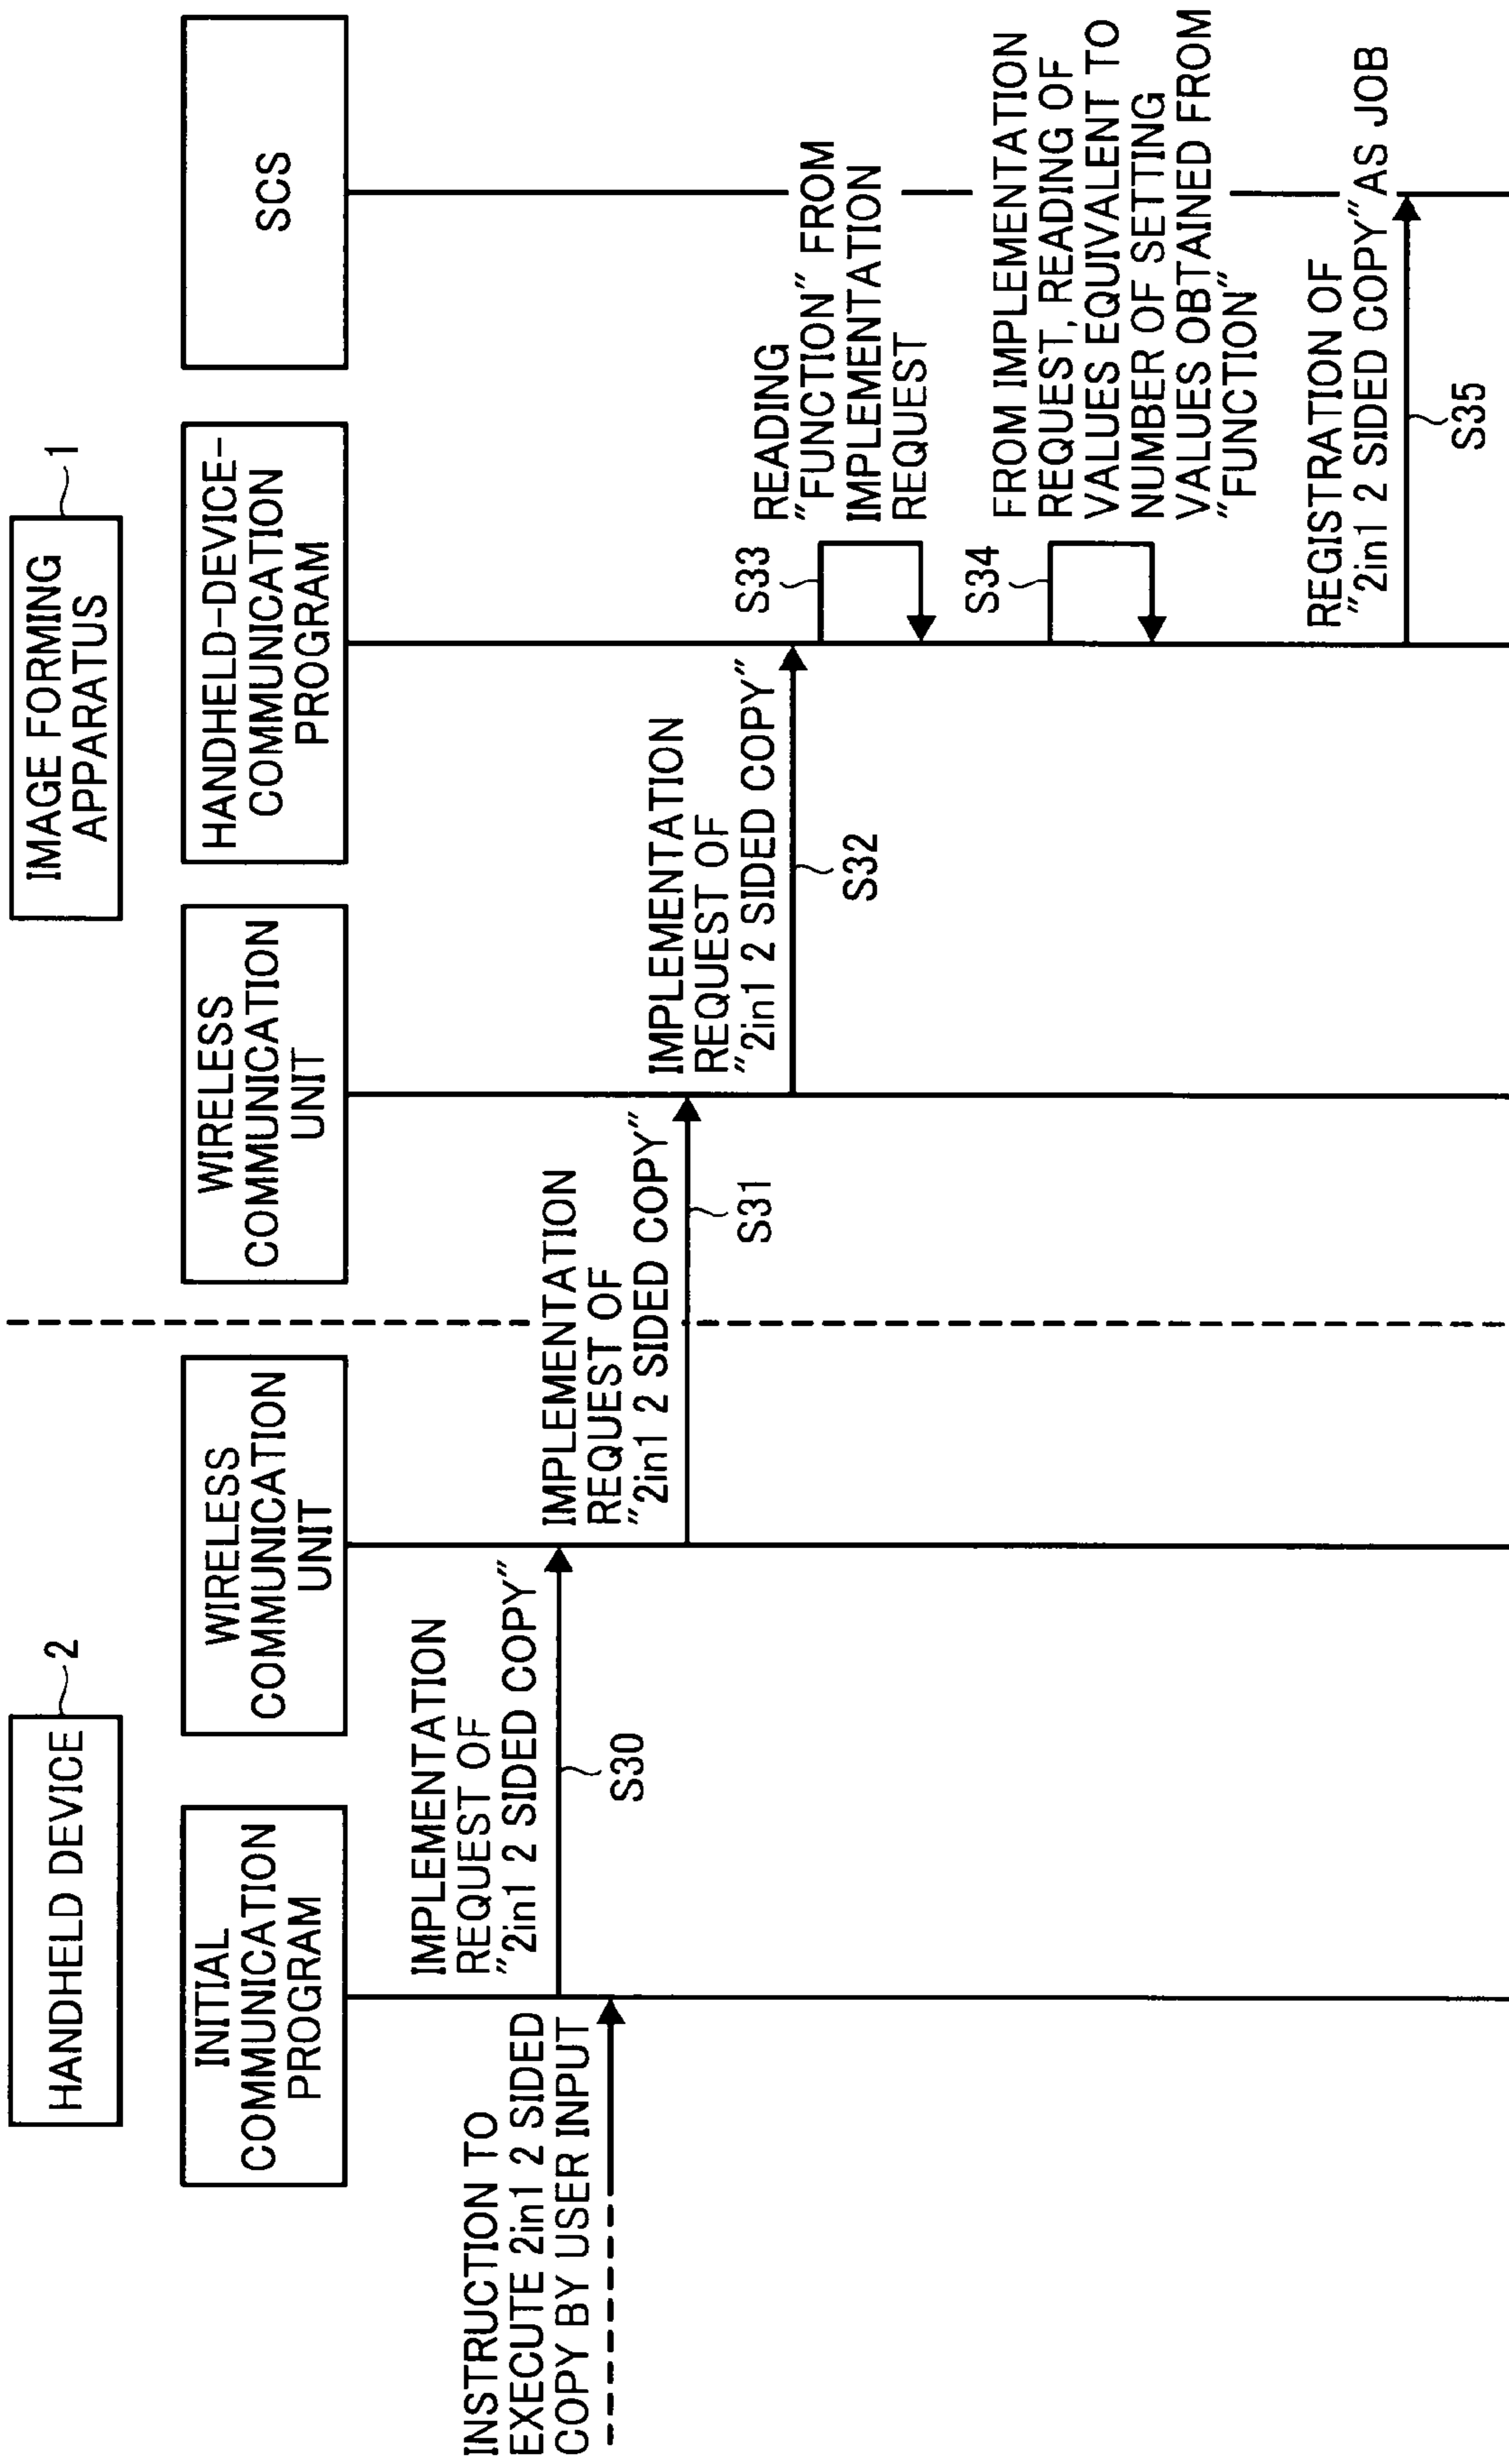 HANDHELD DEVICE
2
IMAGE FORMING
APPARATUS
1
INITIAL
COMMUNICATION
PROGRAM
WIRELESS
COMMUNICATION
UNIT
WIRELESS
COMMUNICATION
UNIT
HANDHELD-DEVICE-
COMMUNICATION
PROGRAM
SCS
INSTRUCTION TO
EXECUTE 2in1 2 SIDED
COPY BY USER INPUT
IMPLEMENTATION
REQUEST OF
"2in1 2 SIDED COPY"
S30
IMPLEMENTATION
REQUEST OF
"2in1 2 SIDED COPY"
S31
IMPLEMENTATION
REQUEST OF
"2in1 2 SIDED COPY"
S32
S33
READING
"FUNCTION" FROM
IMPLEMENTATION
REQUEST
S34
FROM IMPLEMENTATION
REQUEST, READING OF
VALUES EQUIVALENT TO
NUMBER OF SETTING
VALUES OBTAINED FROM
"FUNCTION"
REGISTRATION OF
"2in1 2 SIDED COPY" AS JOB
S35